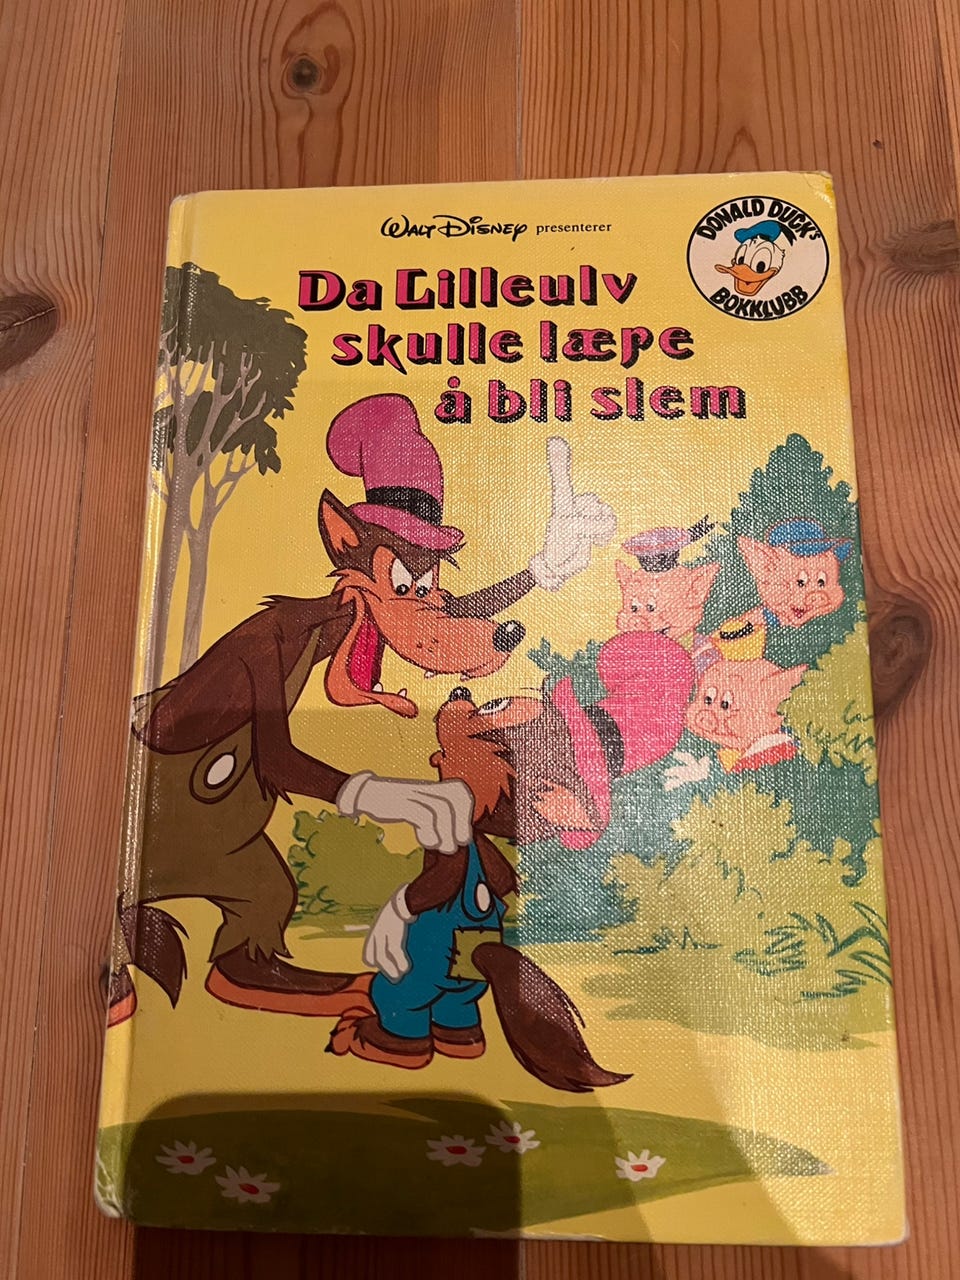 WALT DISNEY presenterer
Da Lilleulv
skulle lære
å bli slem
DONALD DUCK's
BOKKLUBB